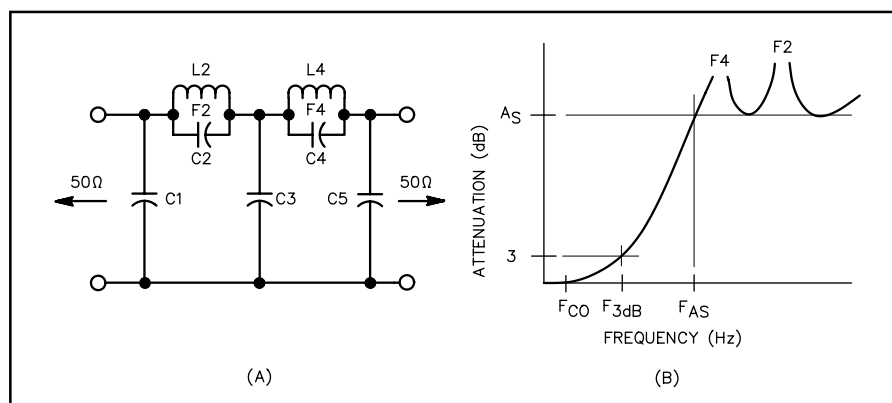 L2
L4
F2
F4
C2
C4
50Ω
50Ω
C1
C3
C5
(A)
ATTENUATION (dB)
A_S
3
F4
F2
F_CO
F_3dB
F_AS
FREQUENCY (Hz)
(B)